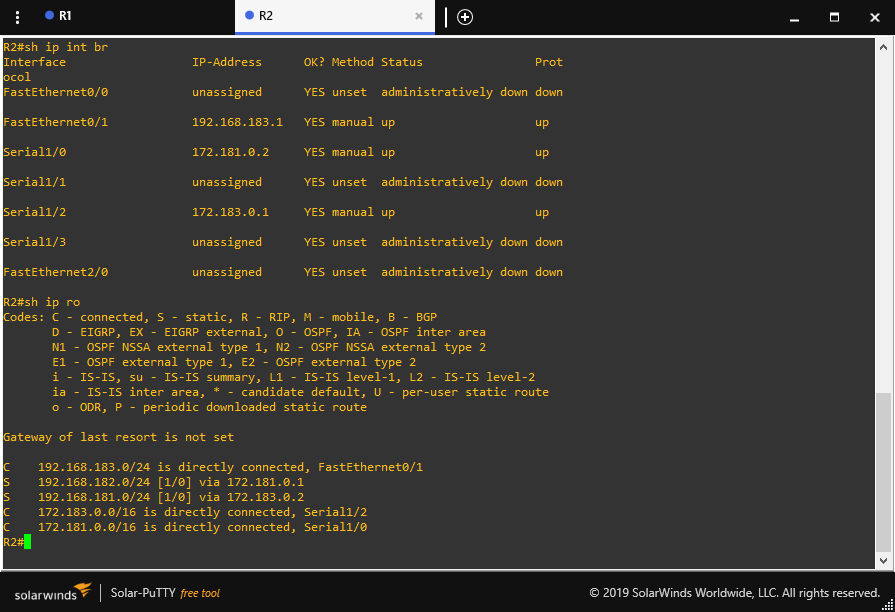 R1
R2
R2#sh ip int br
Interface                  IP-Address      OK? Method Status                Prot
ocol
FastEthernet0/0            unassigned      YES unset  administratively down down
FastEthernet0/1            192.168.183.1   YES manual up                    up
Serial1/0                  172.181.0.2     YES manual up                    up
Serial1/1                  unassigned      YES unset  administratively down down
Serial1/2                  172.183.0.1     YES manual up                    up
Serial1/3                  unassigned      YES unset  administratively down down
FastEthernet2/0            unassigned      YES unset  administratively down down
R2#sh ip ro
Codes: C - connected, S - static, R - RIP, M - mobile, B - BGP
       D - EIGRP, EX - EIGRP external, O - OSPF, IA - OSPF inter area
       N1 - OSPF NSSA external type 1, N2 - OSPF NSSA external type 2
       E1 - OSPF external type 1, E2 - OSPF external type 2
       i - IS-IS, su - IS-IS summary, L1 - IS-IS level-1, L2 - IS-IS level-2
       ia - IS-IS inter area, * - candidate default, U - per-user static route
       o - ODR, P - periodic downloaded static route
Gateway of last resort is not set
C    192.168.183.0/24 is directly connected, FastEthernet0/1
S    192.168.182.0/24 [1/0] via 172.181.0.1
S    192.168.181.0/24 [1/0] via 172.183.0.2
C    172.183.0.0/16 is directly connected, Serial1/2
C    172.181.0.0/16 is directly connected, Serial1/0
R2#
solarwinds | Solar-PuTTY free tool © 2019 SolarWinds Worldwide, LLC. All rights reserved.